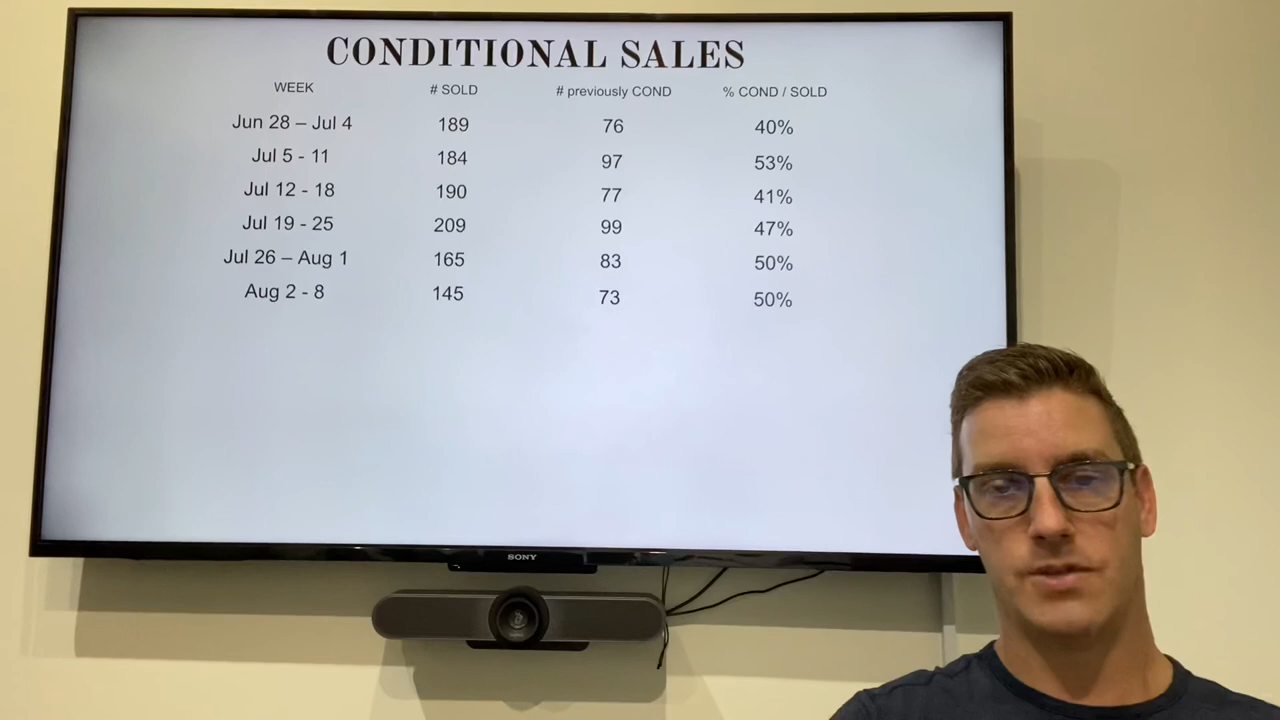 CONDITIONAL SALES
WEEK # SOLD # previously COND % COND / SOLD
Jun 28 – Jul 4 189 76 40%
Jul 5 - 11 184 97 53%
Jul 12 - 18 190 77 41%
Jul 19 - 25 209 99 47%
Jul 26 – Aug 1 165 83 50%
Aug 2 - 8 145 73 50%
SONY